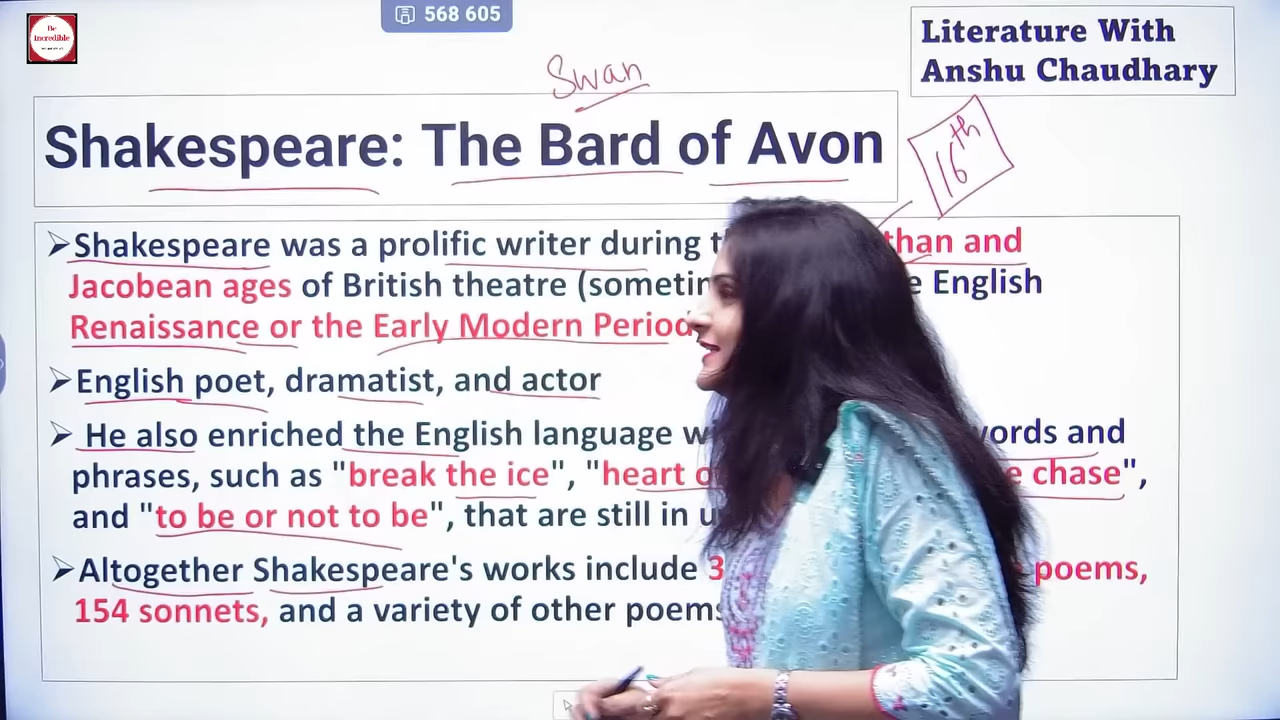 Be
Incredible
568 605
Literature With
Anshu Chaudhary
Swan
Shakespeare: The Bard of Avon
16th
➢Shakespeare was a prolific writer during than and
Jacobean ages of British theatre English
Renaissance or the Early Modern Period
➢English poet, dramatist, and actor
➢ He also enriched the English language and
phrases, such as "break the ice", "heart chase",
and "to be or not to be", that are still in
➢Altogether Shakespeare's works include poems,
154 sonnets, and a variety of other poems